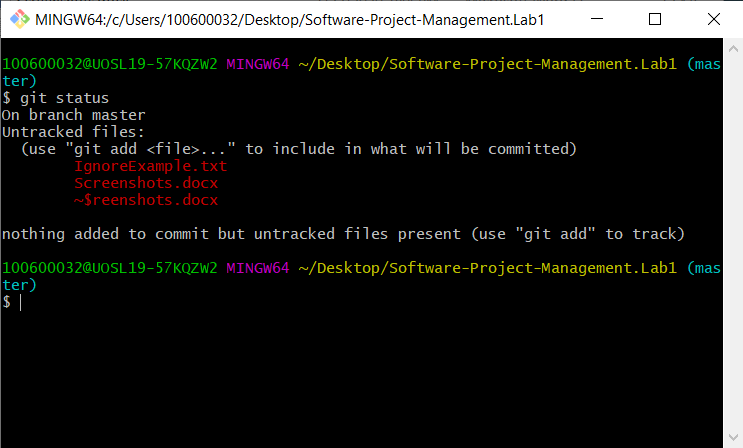 MINGW64:/c/Users/100600032/Desktop/Software-Project-Management.Lab1
100600032@UOSL19-57KQZW2 MINGW64 ~/Desktop/Software-Project-Management.Lab1 (mas
ter)
$ git status
On branch master
Untracked files:
  (use "git add <file>..." to include in what will be committed)
        IgnoreExample.txt
        Screenshots.docx
        ~$reenshots.docx
nothing added to commit but untracked files present (use "git add" to track)
100600032@UOSL19-57KQZW2 MINGW64 ~/Desktop/Software-Project-Management.Lab1 (mas
ter)
$